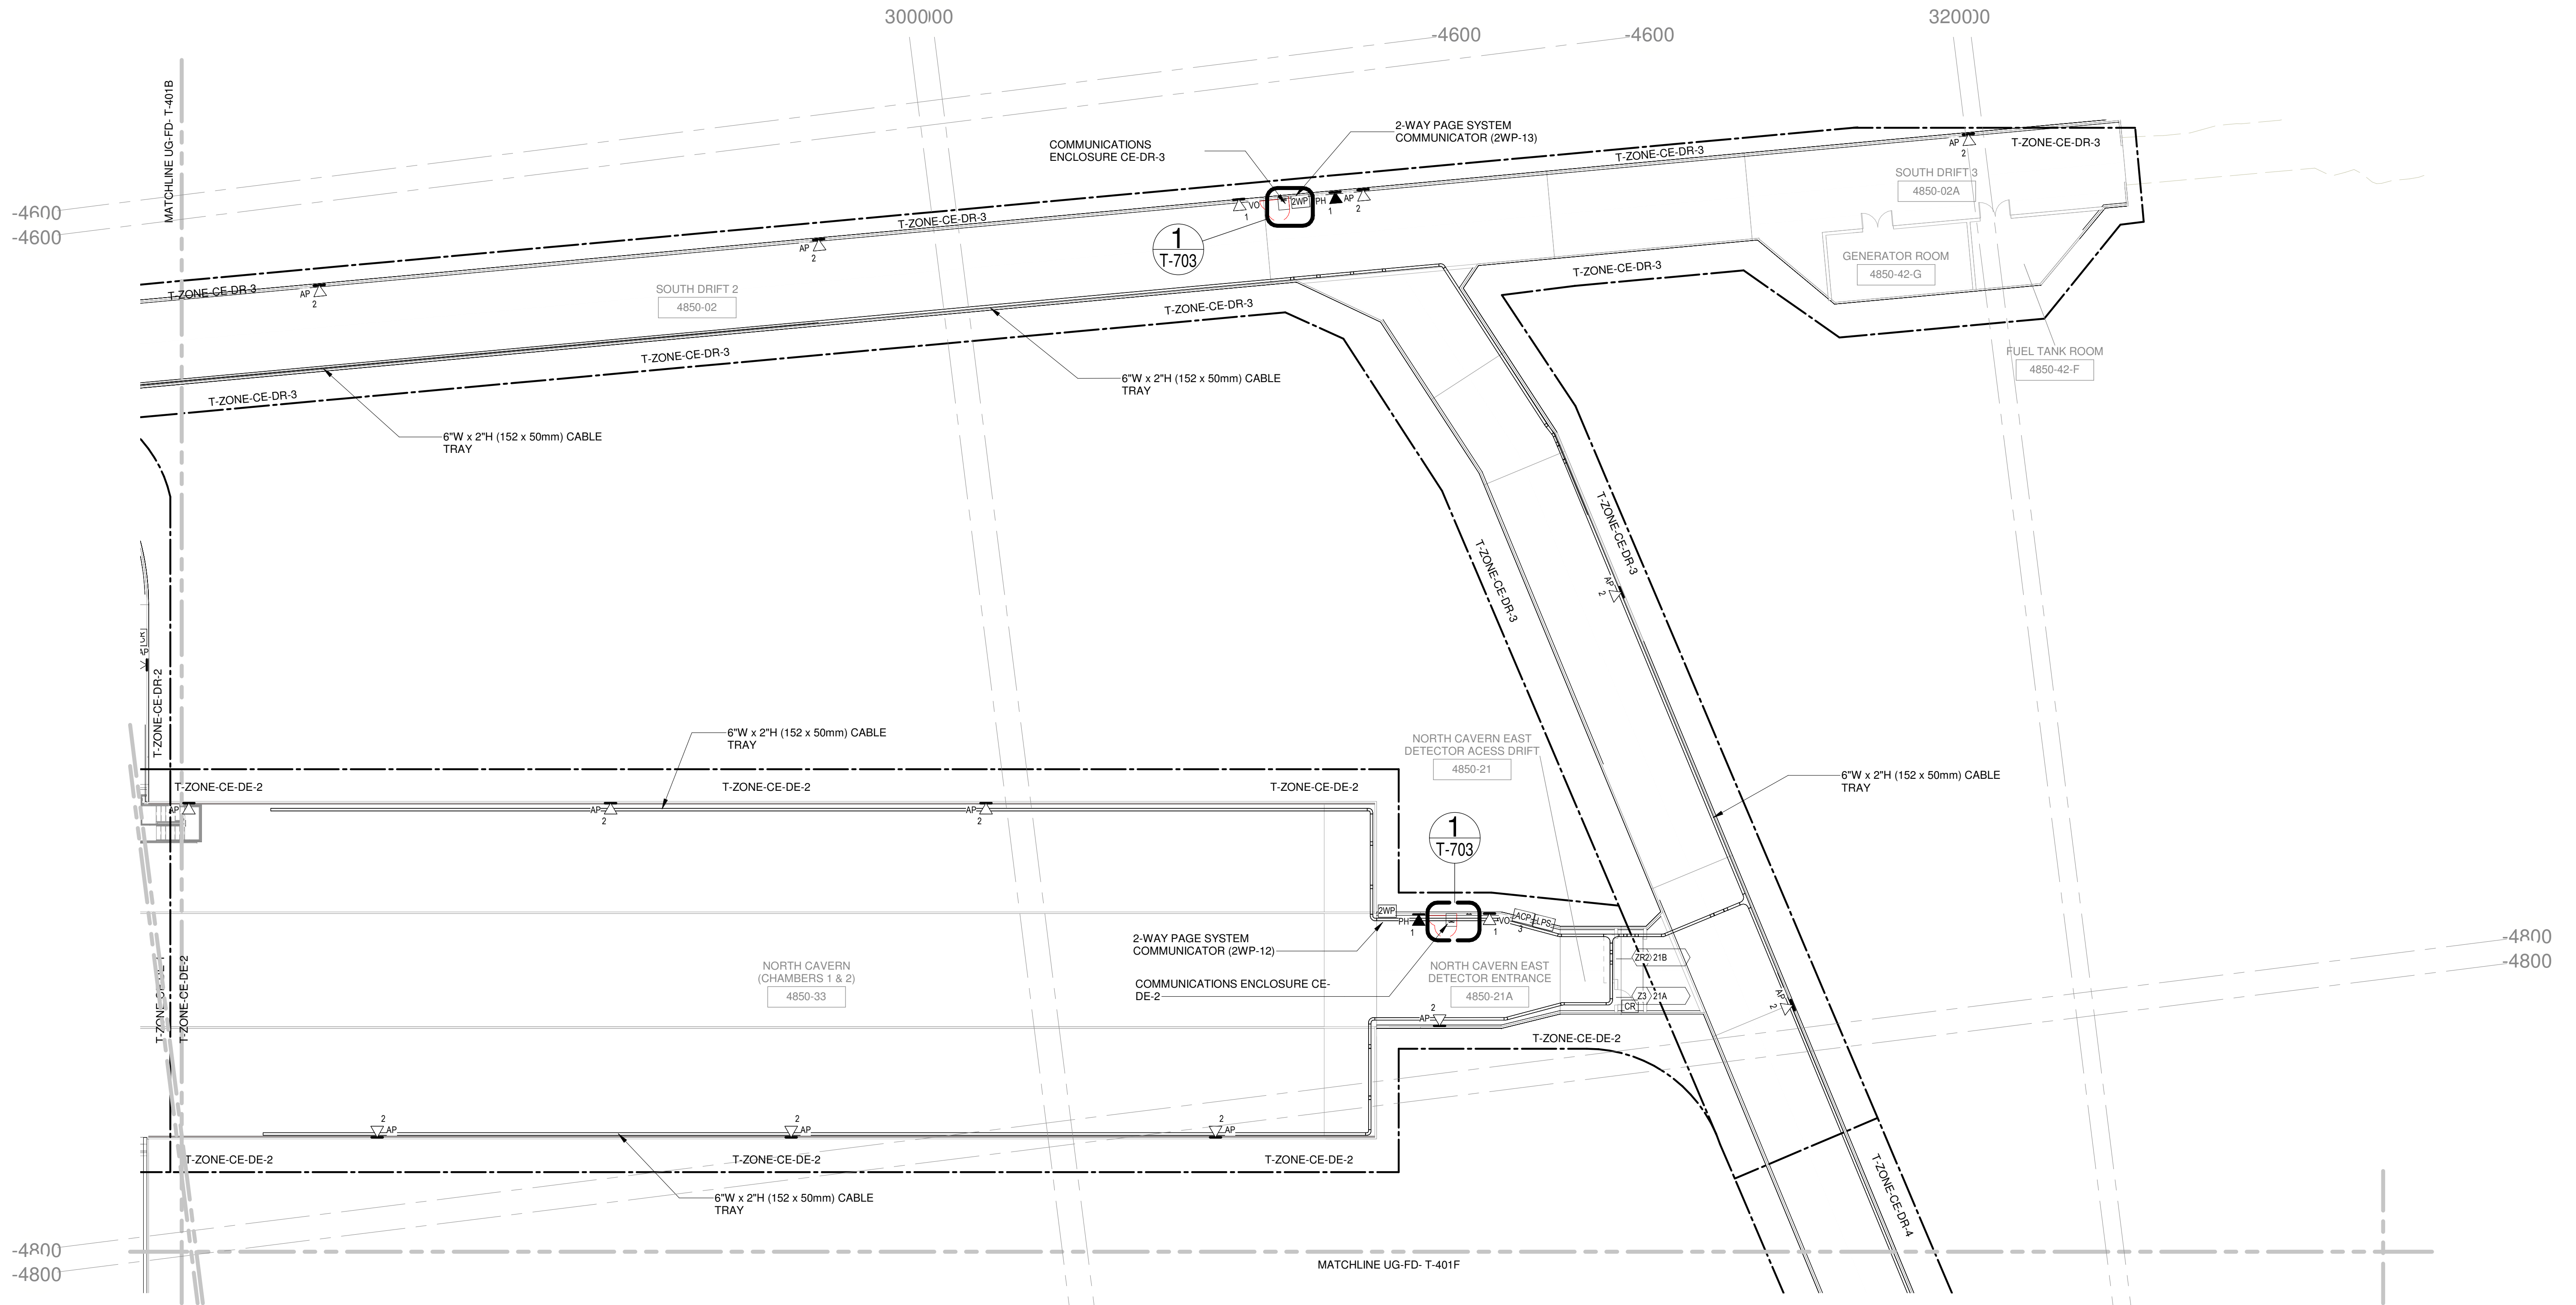 300000
320000
-4600
-4600
MATCHLINE UG-FD- T-401B
2-WAY PAGE SYSTEM
COMMUNICATOR (2WP-13)
COMMUNICATIONS
ENCLOSURE CE-DR-3
T-ZONE-CE-DR-3
AP
2
T-ZONE-CE-DR-3
SOUTH DRIFT 3
4850-02A
-4600
-4600
VO
1
2WP
PH
1
AP
2
T-ZONE-CE-DR-3
AP
2
1
T-703
GENERATOR ROOM
4850-42-G
T-ZONE-CE-DR-3
T-ZONE-CE-DR-3
AP
2
SOUTH DRIFT 2
4850-02
T-ZONE-CE-DR-3
FUEL TANK ROOM
4850-42-F
T-ZONE-CE-DR-3
6"W x 2"H (152 x 50mm) CABLE
TRAY
T-ZONE-CE-DR-3
6"W x 2"H (152 x 50mm) CABLE
TRAY
T-ZONE-CE-DR-3
T-ZONE-CE-DR-3
AP
2
CR
AP
T-ZONE-CE-DR-2
6"W x 2"H (152 x 50mm) CABLE
TRAY
NORTH CAVERN EAST
DETECTOR ACESS DRIFT
4850-21
6"W x 2"H (152 x 50mm) CABLE
TRAY
T-ZONE-CE-DE-2
T-ZONE-CE-DE-2
T-ZONE-CE-DE-2
AP
AP
2
AP
2
1
T-703
2WP
PH
1
VO
1
ACP
LPS
3
2-WAY PAGE SYSTEM
COMMUNICATOR (2WP-12)
-4800
-4800
ZR2
21B
NORTH CAVERN
(CHAMBERS 1 & 2)
4850-33
NORTH CAVERN EAST
DETECTOR ENTRANCE
4850-21A
COMMUNICATIONS ENCLOSURE CE-
DE-2
Z3
21A
CR
AP
2
T-ZONE-CE-DE-2
2
AP
T-ZONE-CE-DE-2
2
AP
2
AP
2
AP
T-ZONE-CE-DE-2
T-ZONE-CE-DE-2
T-ZONE-CE-DE-2
T-ZONE-CE-DR-4
6"W x 2"H (152 x 50mm) CABLE
TRAY
-4800
-4800
MATCHLINE UG-FD- T-401F